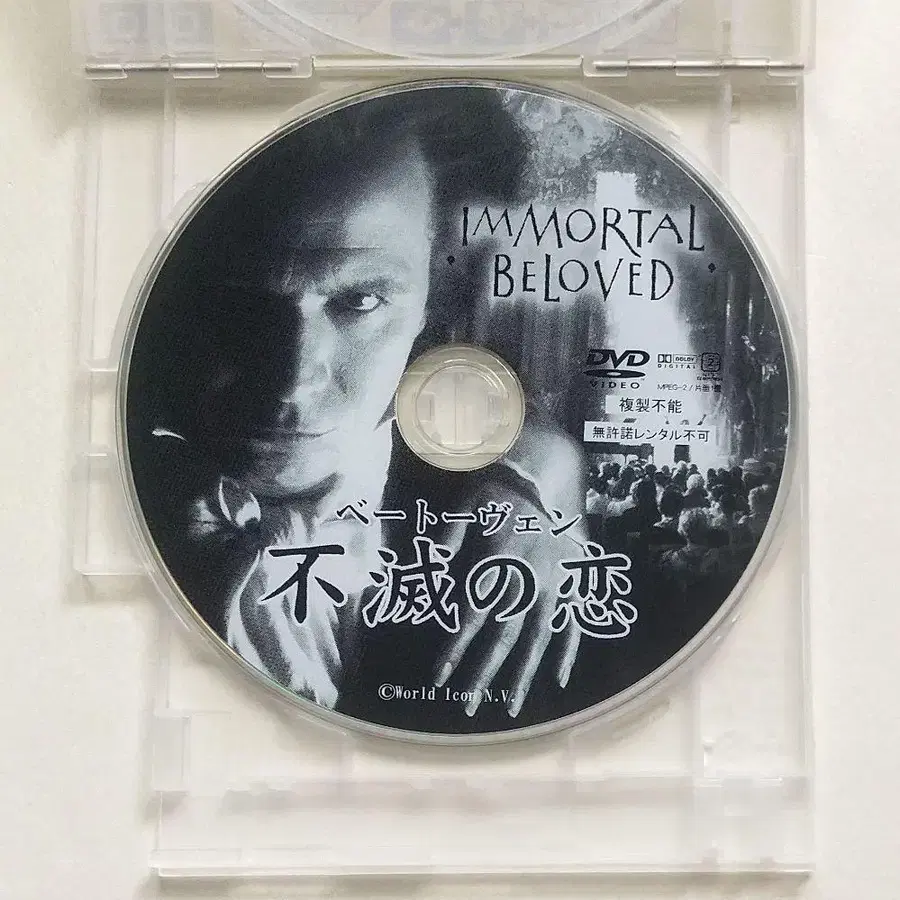 IMMORTAL
BELOVED
DVD
VIDEO
DOLBY
DIGITAL
2
MPEG-2 / 片面1層
複製不能
無許諾レンタル不可
ベートーヴェン
不滅の恋
©World Icon N.V.